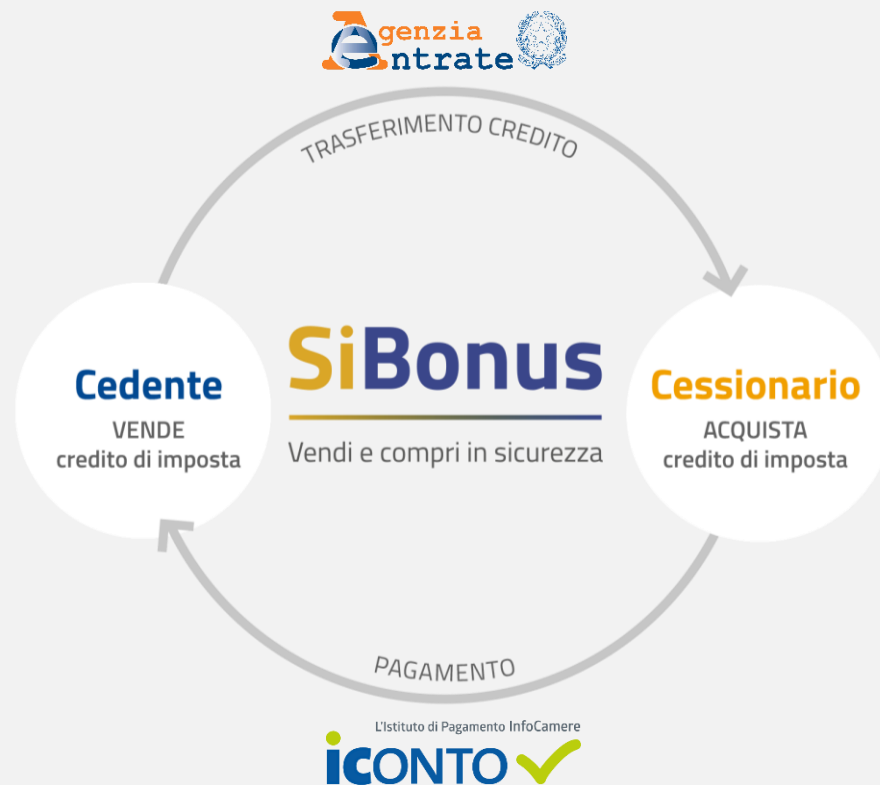 Agenzia
Entrate
TRASFERIMENTO CREDITO
SiBonus
Vendi e compri in sicurezza
Cedente
VENDE
credito di imposta
Cessionario
ACQUISTA
credito di imposta
PAGAMENTO
L'Istituto di Pagamento InfoCamere
iCONTO